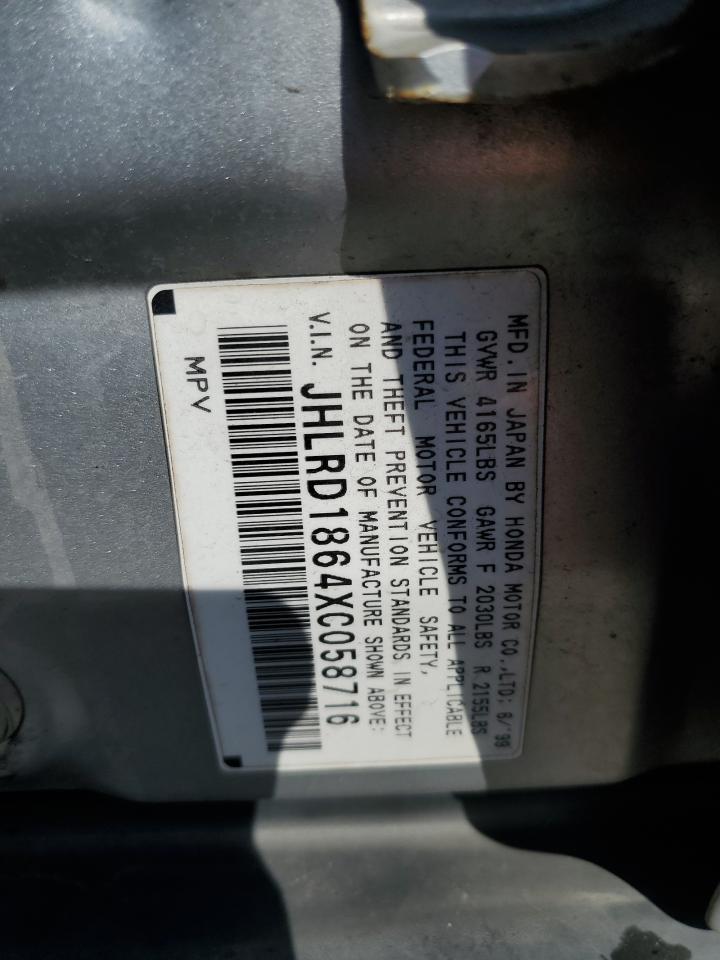 MFD. IN JAPAN BY HONDA MOTOR CO.,LTD; 6/'99
GVWR 4165LBS GAWR F 2030LBS R 2155LBS
THIS VEHICLE CONFORMS TO ALL APPLICABLE
FEDERAL MOTOR VEHICLE SAFETY,
AND THEFT PREVENTION STANDARDS IN EFFECT
ON THE DATE OF MANUFACTURE SHOWN ABOVE:
V.I.N. JHLRD1864XC058716
MPV